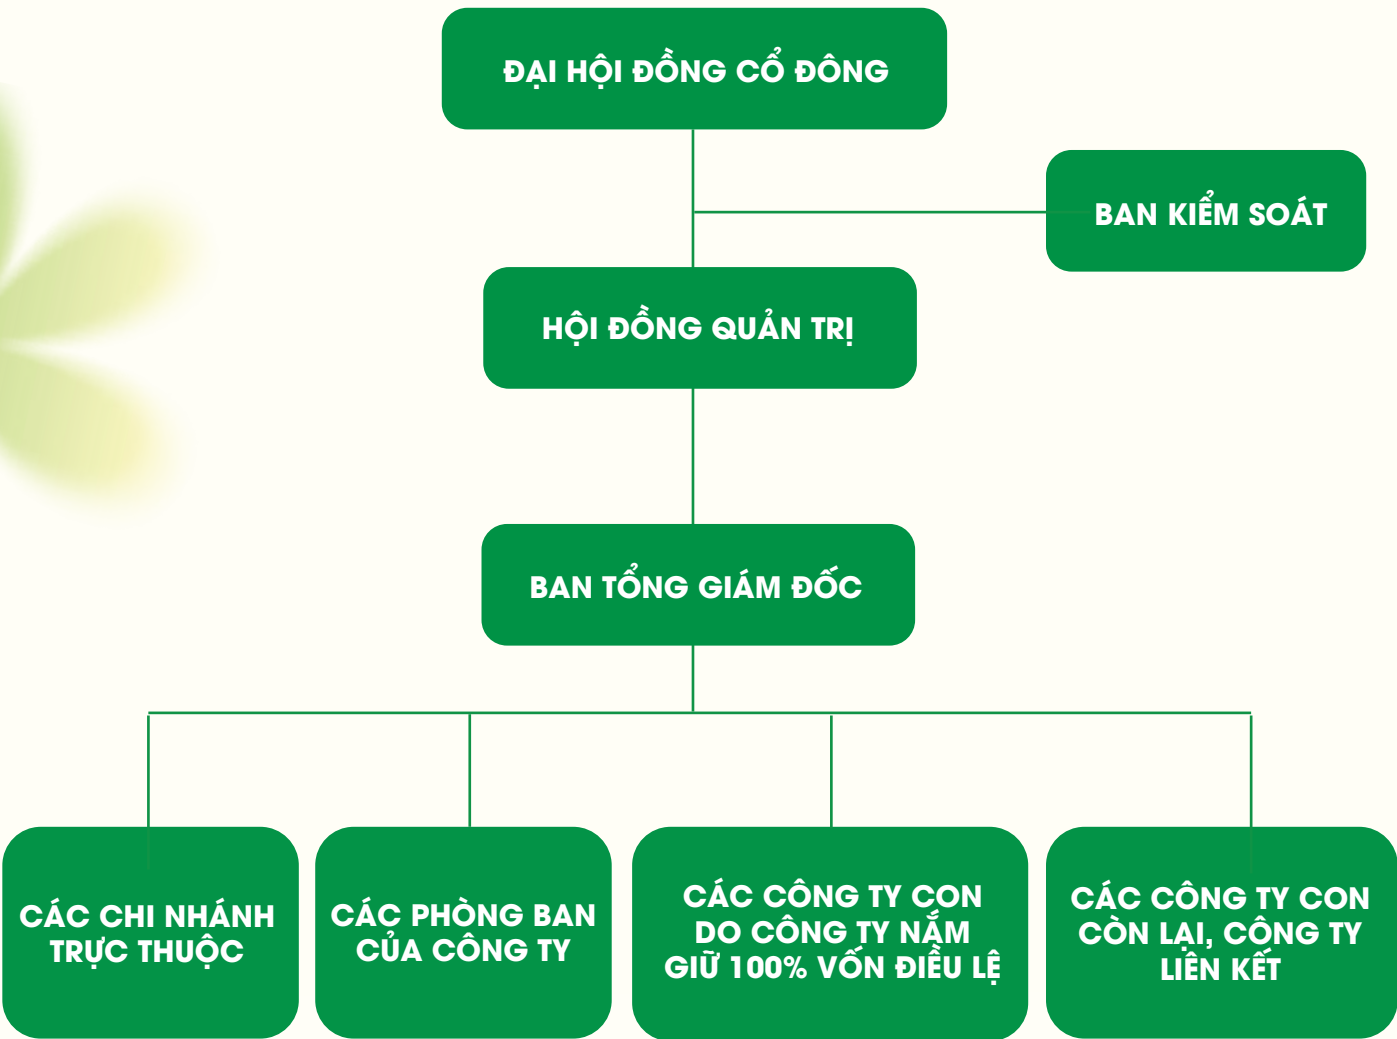 ĐẠI HỘI ĐỒNG CỔ ĐÔNG
BAN KIỂM SOÁT
HỘI ĐỒNG QUẢN TRỊ
BAN TỔNG GIÁM ĐỐC
CÁC CHI NHÁNH
TRỰC THUỘC
CÁC PHÒNG BAN
CỦA CÔNG TY
CÁC CÔNG TY CON
DO CÔNG TY NẮM
GIỮ 100% VỐN ĐIỀU LỆ
CÁC CÔNG TY CON
CÒN LẠI, CÔNG TY
LIÊN KẾT